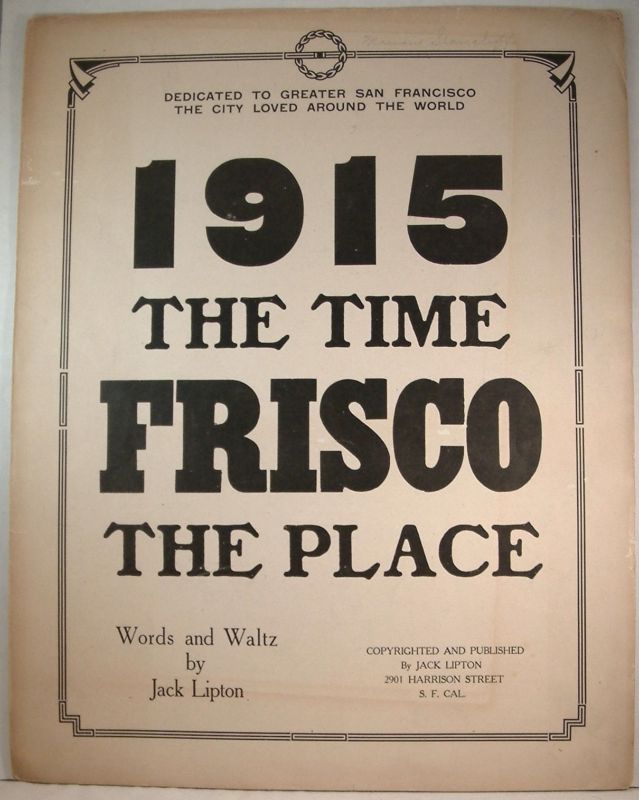 DEDICATED TO GREATER SAN FRANCISCO
THE CITY LOVED AROUND THE WORLD
1915
THE TIME
FRISCO
THE PLACE
Words and Waltz
by
Jack Lipton
COPYRIGHTED AND PUBLISHED
By JACK LIPTON
2901 HARRISON STREET
S. F. CAL.